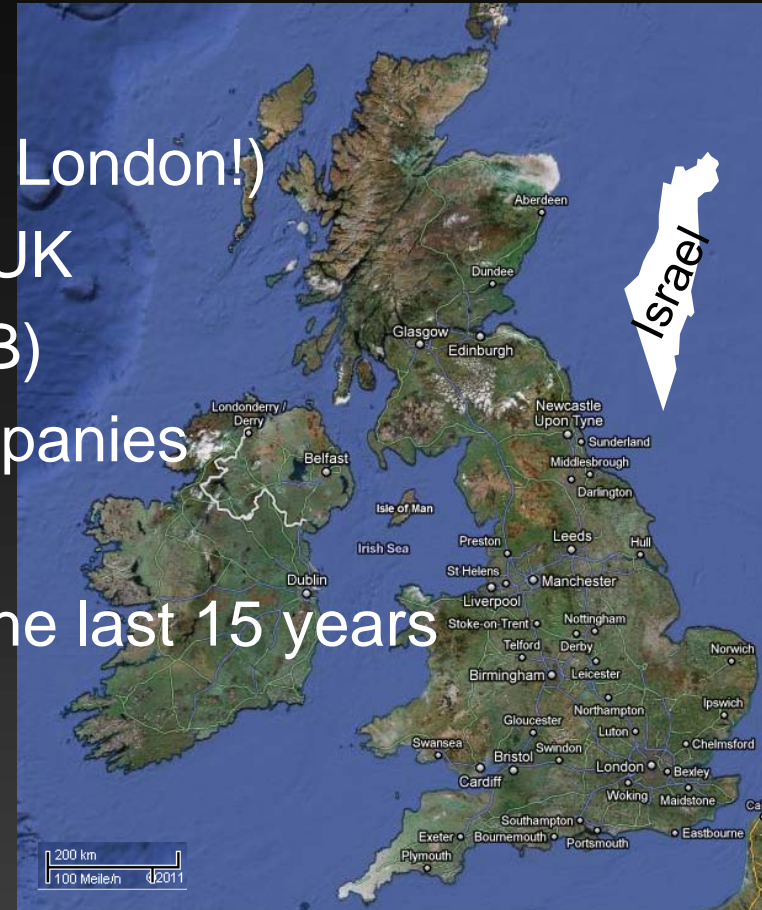 London!)
UK
B)
panies
he last 15 years
Israel
Aberdeen
Dundee
Glasgow
Edinburgh
Londonderry /
Derry
Newcastle
Upon Tyne
Sunderland
Belfast
Middlesbrough
Darlington
Isle of Man
Irish Sea
Preston
Leeds
Hull
St Helens
Manchester
Dublin
Liverpool
Stoke-on-Trent
Nottingham
Telford
Derby
Norwich
Birmingham
Leicester
Northampton
Ipswich
Gloucester
Luton
Chelmsford
Swansea
Bristol
Swindon
London
Bexley
Cardiff
Woking
Maidstone
Ca
Southampton
Exeter
Bournemouth
Portsmouth
Eastbourne
Plymouth
200 km
100 Meile/n
©2011